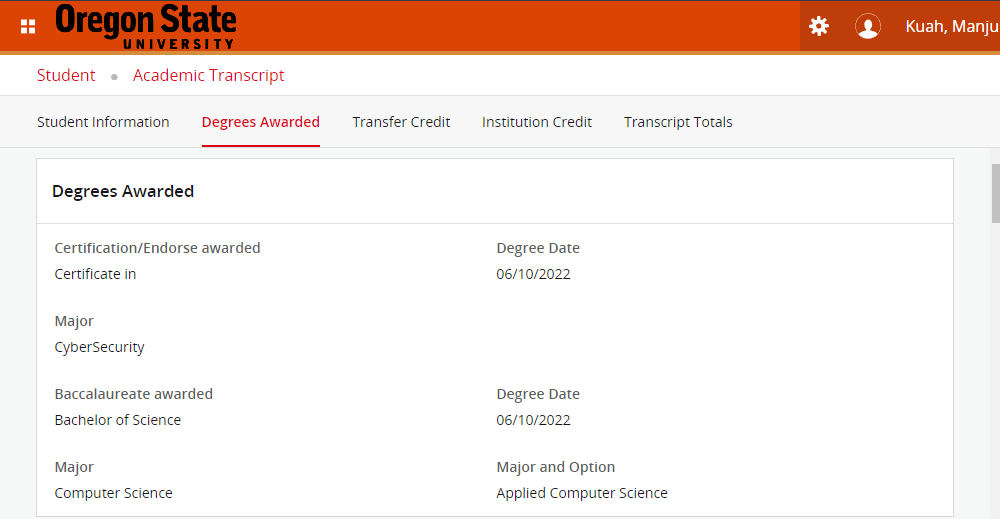 Oregon State
UNIVERSITY
Kuah, Manju
Student
Academic Transcript
Student Information
Degrees Awarded
Transfer Credit
Institution Credit
Transcript Totals
Degrees Awarded
Certification/Endorse awarded
Degree Date
Certificate in
06/10/2022
Major
CyberSecurity
Baccalaureate awarded
Degree Date
Bachelor of Science
06/10/2022
Major
Major and Option
Computer Science
Applied Computer Science